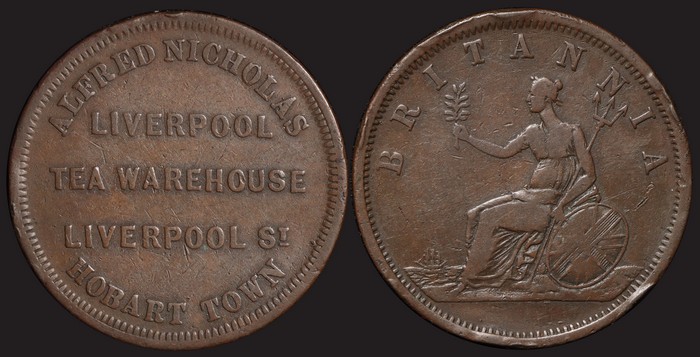 ALFRED NICHOLAS
LIVERPOOL
TEA WAREHOUSE
LIVERPOOL ST
HOBART TOWN
BRITANNIA